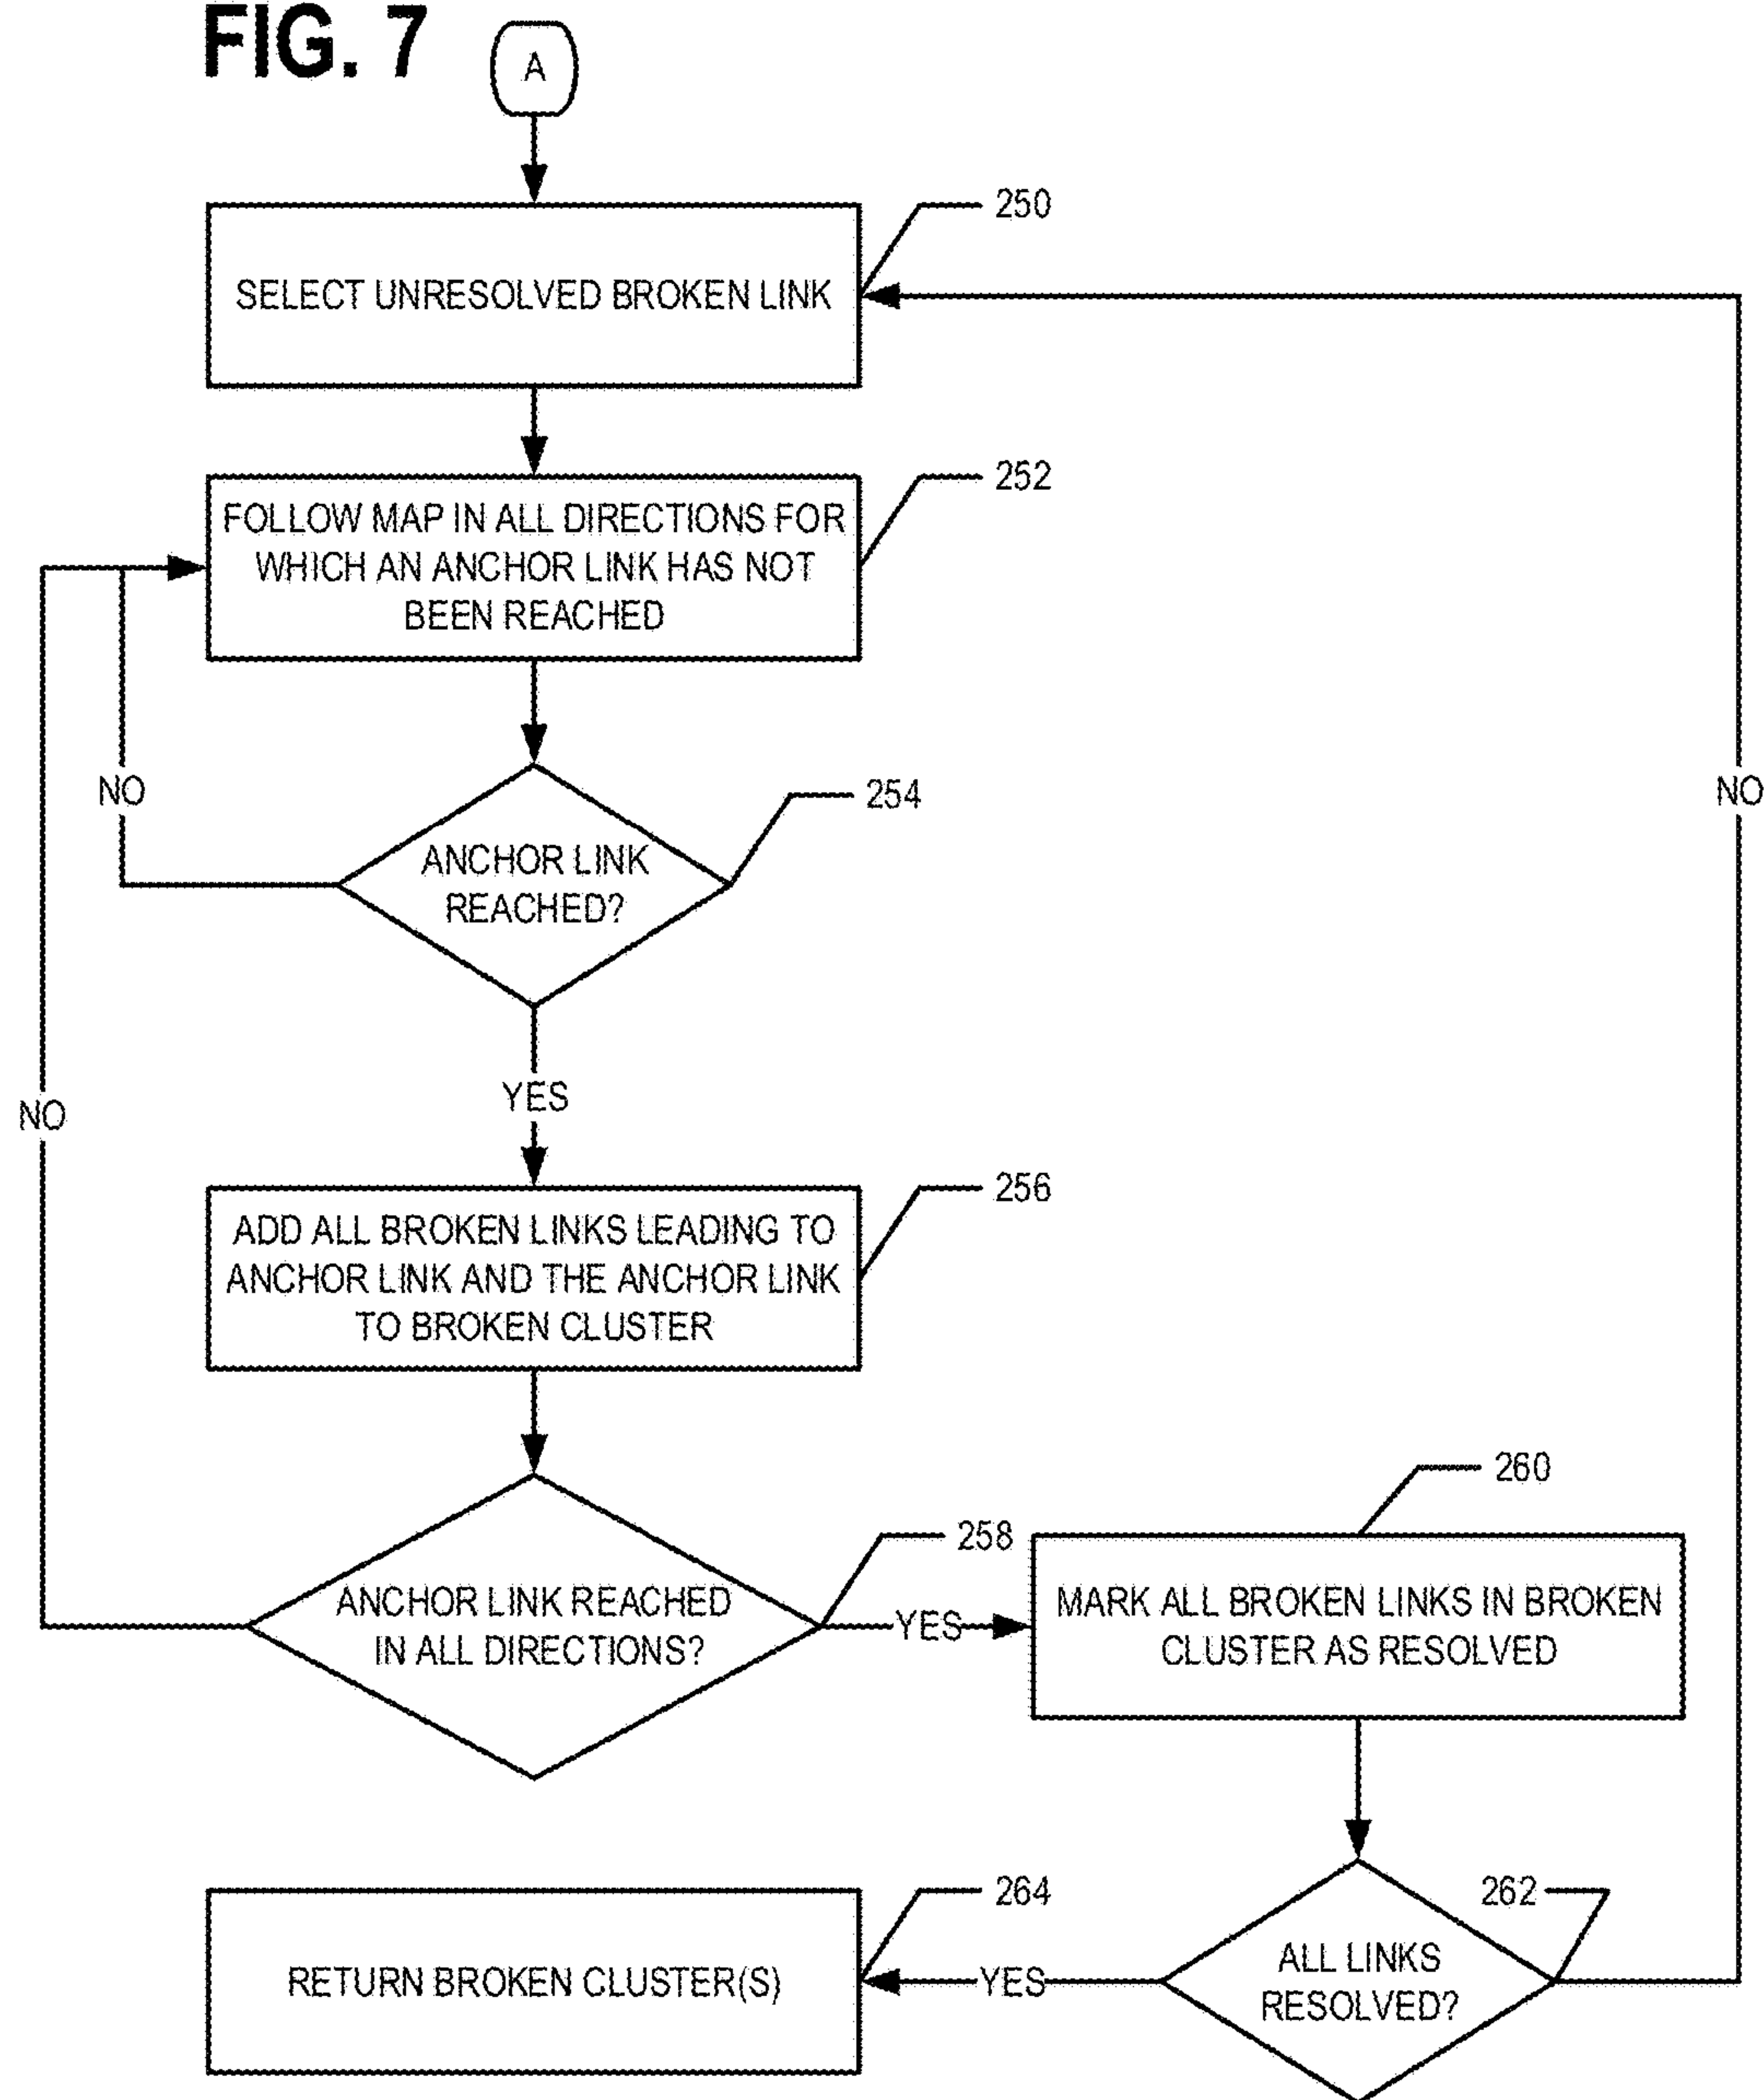 FIG. 7
A
250
SELECT UNRESOLVED BROKEN LINK
252
FOLLOW MAP IN ALL DIRECTIONS FOR
WHICH AN ANCHOR LINK HAS NOT
BEEN REACHED
NO
NO
254
ANCHOR LINK
REACHED?
YES
NO
256
ADD ALL BROKEN LINKS LEADING TO
ANCHOR LINK AND THE ANCHOR LINK
TO BROKEN CLUSTER
260
258
ANCHOR LINK REACHED
IN ALL DIRECTIONS?
YES
MARK ALL BROKEN LINKS IN BROKEN
CLUSTER AS RESOLVED
264
262
RETURN BROKEN CLUSTER(S)
YES
ALL LINKS
RESOLVED?